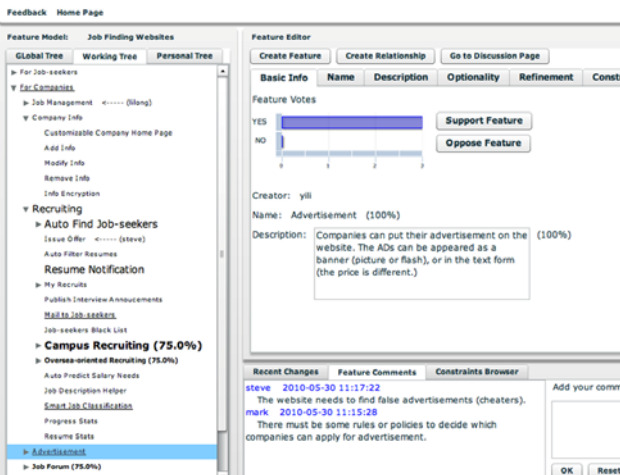 Feedback Home Page
Feature Model: Job Finding Websites
GLobal Tree Working Tree Personal Tree
For Job-seekers
For Companies
Job Management <----- (lilong)
Company Info
Customizable Company Home Page
Add Info
Modify Info
Remove Info
Info Encryption
Recruiting
Auto Find Job-seekers
Issue Offer <----- (steve)
Auto Filter Resumes
Resume Notification
My Recruits
Publish Interview Annoucements
Mail to Job-seekers
Job-seekers Black List
Campus Recruiting (75.0%)
Oversea-oriented Recruiting (75.0%)
Auto Predict Salary Needs
Job Description Helper
Smart Job Classification
Progress Stats
Resume Stats
Advertisement
Job Forum (75.0%)
Feature Editor
Create Feature Create Relationship Go to Discussion Page
Basic Info Name Description Optionality Refinement Constr
Feature Votes
YES
NO
0 1 2 3
Support Feature
Oppose Feature
Creator: yili
Name: Advertisement (100%)
Description: Companies can put their advertisement on the (100%)
website. The ADs can be appeared as a
banner (picture or flash), or in the text form
(the price is different.)
Recent Changes Feature Comments Constraints Browser
steve 2010-05-30 11:17:22
The website needs to find false advertisements (cheaters).
mark 2010-05-30 11:15:28
There must be some rules or policies to decide which
companies can apply for advertisement.
Add your comm
OK Reset